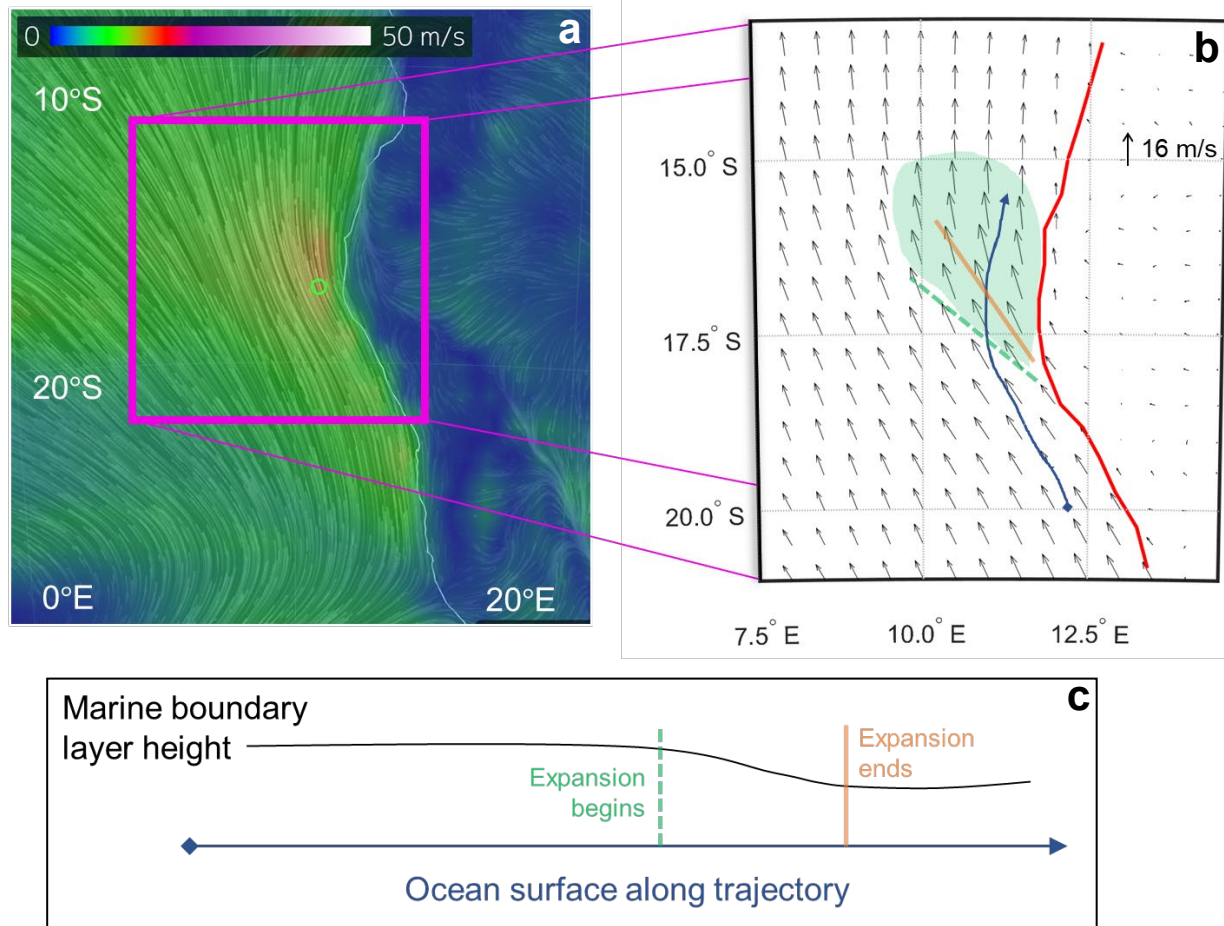 0
50 m/s
a
10°S
20°S
0°E
20°E
b
16 m/s
15.0° S
17.5° S
20.0° S
7.5° E
10.0° E
12.5° E
c
Marine boundary
layer height
Expansion
begins
Expansion
ends
Ocean surface along trajectory